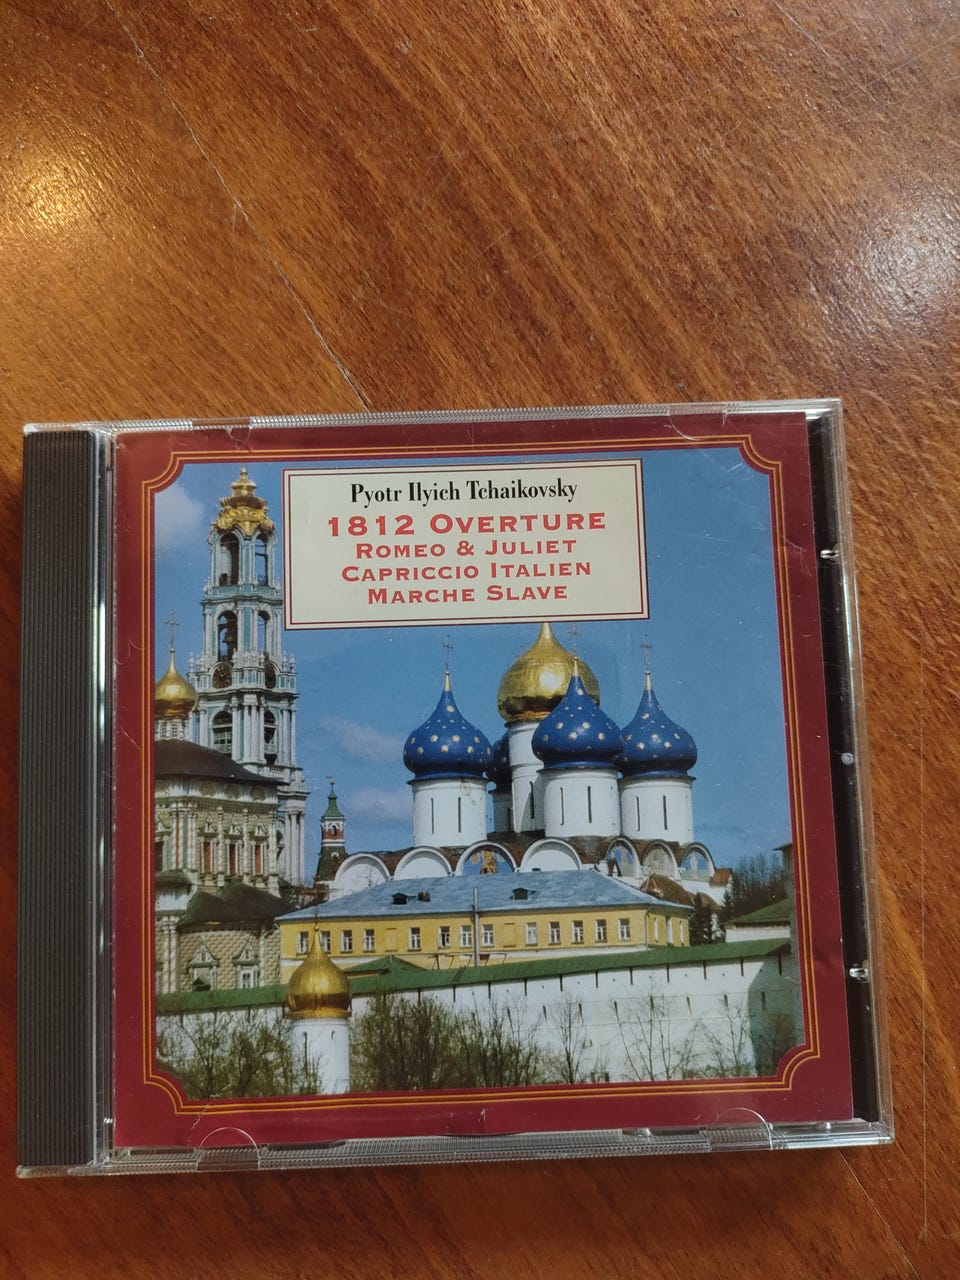 Pyotr Ilyich Tchaikovsky
1812 OVERTURE
ROMEO & JULIET
CAPRICCIO ITALIEN
MARCHE SLAVE